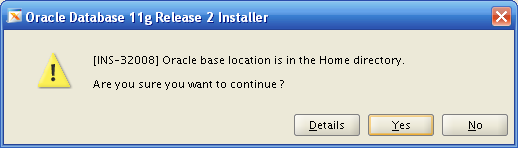 Oracle Database 11g Release 2 Installer
[INS-32008] Oracle base location is in the Home directory.
Are you sure you want to continue?
Details Yes No